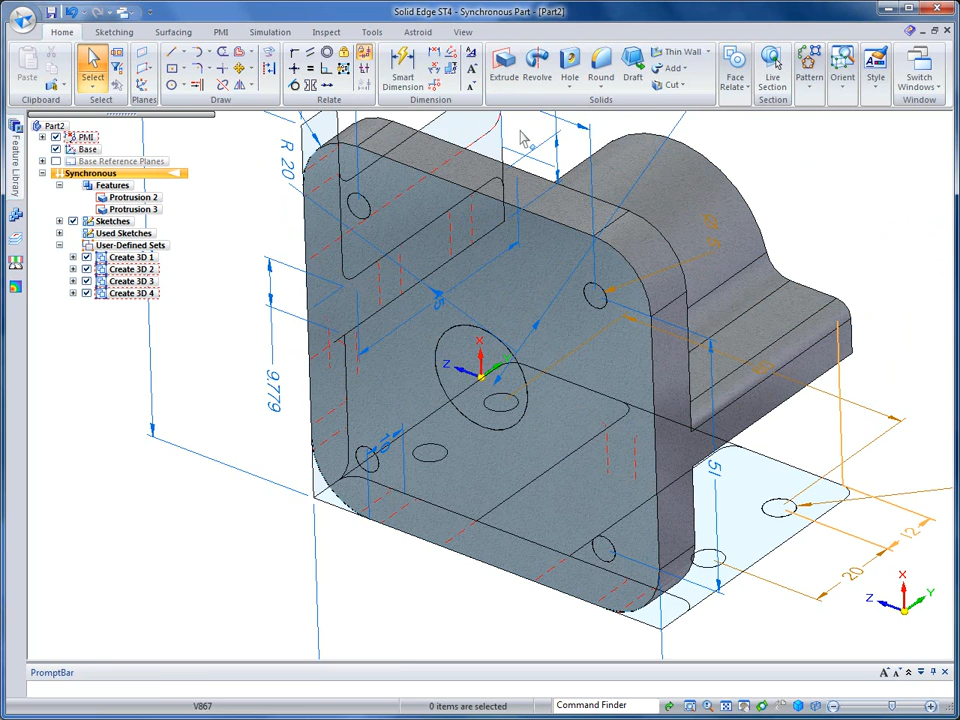 Solid Edge ST4 - Synchronous Part - [Part2]
Home Sketching Surfacing PMI Simulation Inspect Tools Astroid View
Paste Select Smart Dimension Extrude Revolve Hole Round Draft Thin Wall Add Cut Face Relate Live Section Pattern Orient Style Switch Windows
Clipboard Select Planes Draw Relate Dimension Solids Section Window
Feature Library
Part2
PMI
Base
Base Reference Planes
Synchronous
Features
Protrusion 2
Protrusion 3
Sketches
Used Sketches
User-Defined Sets
Create 3D 1
Create 3D 2
Create 3D 3
Create 3D 4
R 20
45
9.779
X
Z
Y
51
12
20
X
Z
Y
PromptBar
V867 0 items are selected Command Finder